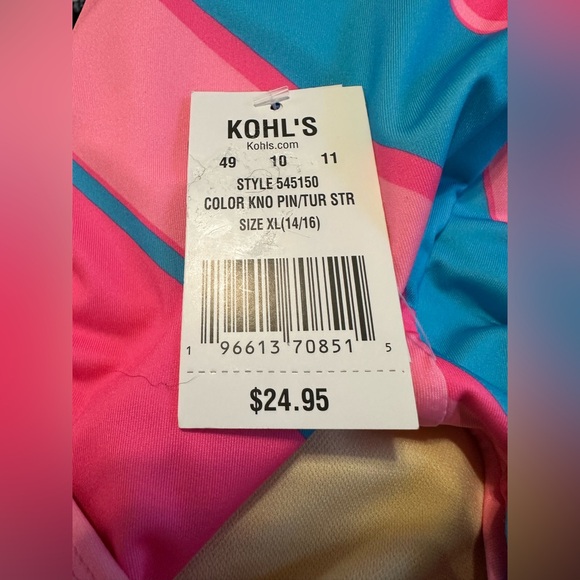 KOHL'S
Kohls.com
49 10 11
STYLE 545150
COLOR KNO PIN/TUR STR
SIZE XL(14/16)
1 96613 70851 5
$24.95